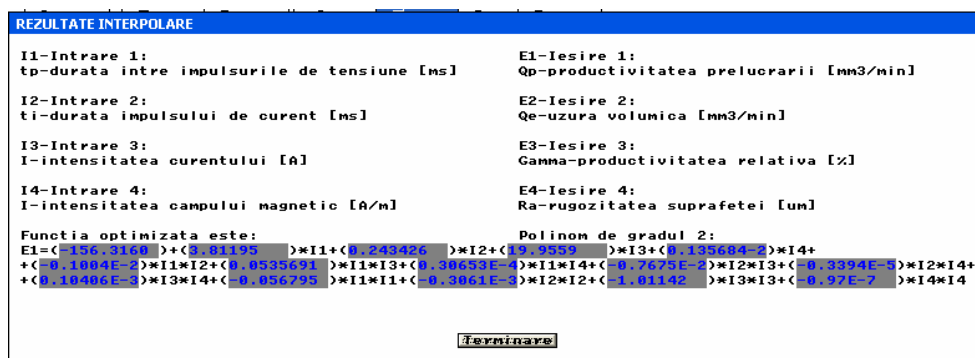 REZULTATE INTERPOLARE
I1-Intrare 1: E1-Iesire 1:
tp-durata intre impulsurile de tensiune [ms] Qp-productivitatea prelucrarii [mm3/min]
I2-Intrare 2: E2-Iesire 2:
ti-durata impulsului de curent [ms] Qe-uzura volumica [mm3/min]
I3-Intrare 3: E3-Iesire 3:
I-intensitatea curentului [A] Gamma-productivitatea relativa [%]
I4-Intrare 4: E4-Iesire 4:
I-intensitatea campului magnetic [A/m] Ra-rugozitatea suprafetei [um]
Functia optimizata este: Polinom de gradul 2:
E1=(-156.3160 )+(3.81195 )*I1+(0.243426 )*I2+(19.9559 )*I3+(0.135684-2)*I4+
+(-0.1004E-2)*I1*I2+(0.0535691 )*I1*I3+(0.30653E-4)*I1*I4+(-0.7675E-2)*I2*I3+(-0.3394E-5)*I2*I4+
+(0.10406E-3)*I3*I4+(-0.056795 )*I1*I1+(-0.3061E-3)*I2*I2+(-1.01142 )*I3*I3+(-0.97E-7 )*I4*I4
Terminare